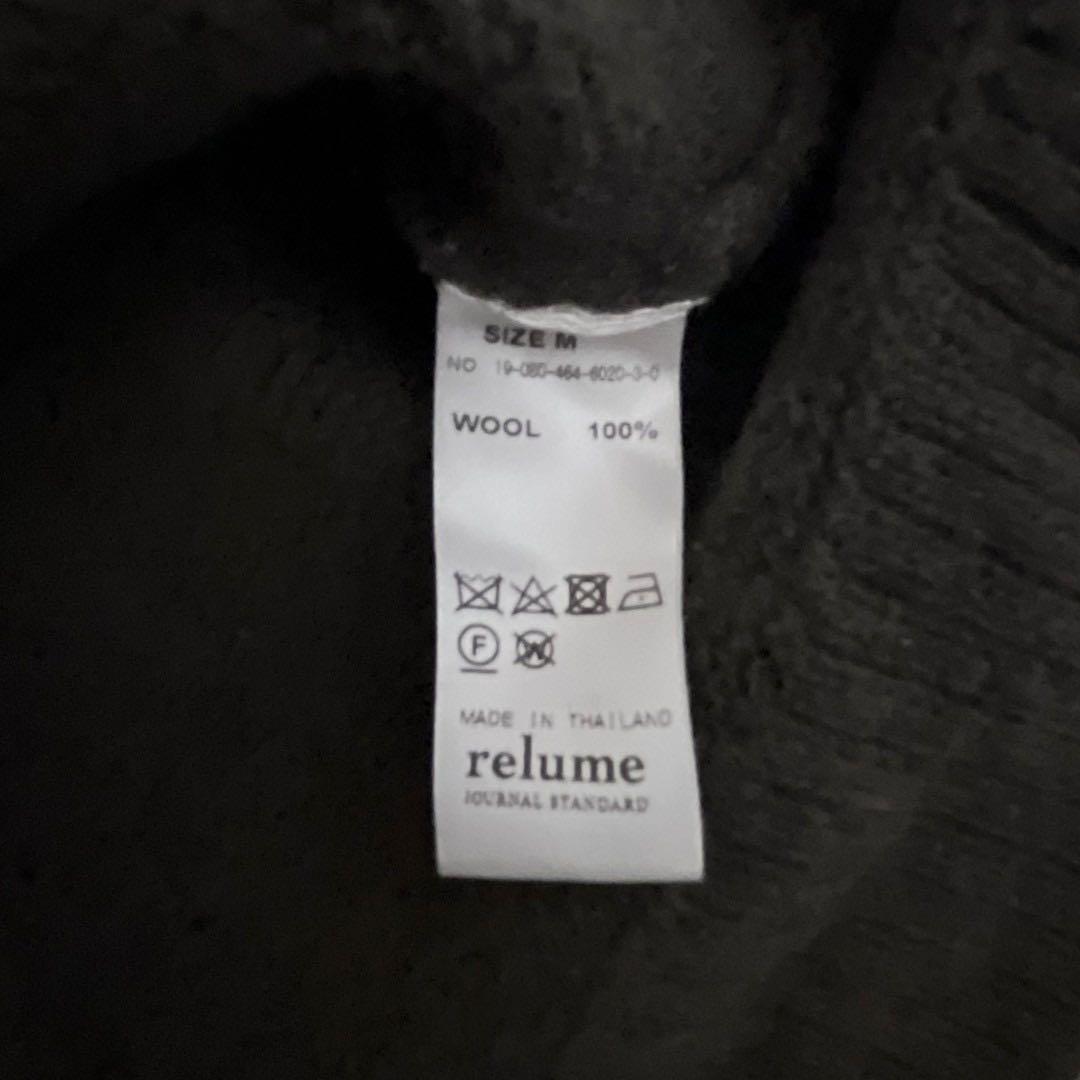 SIZE M
NO 19-080-464-6020-3-0
WOOL 100%
F W
MADE IN THAILAND
relume
JOURNAL STANDARD